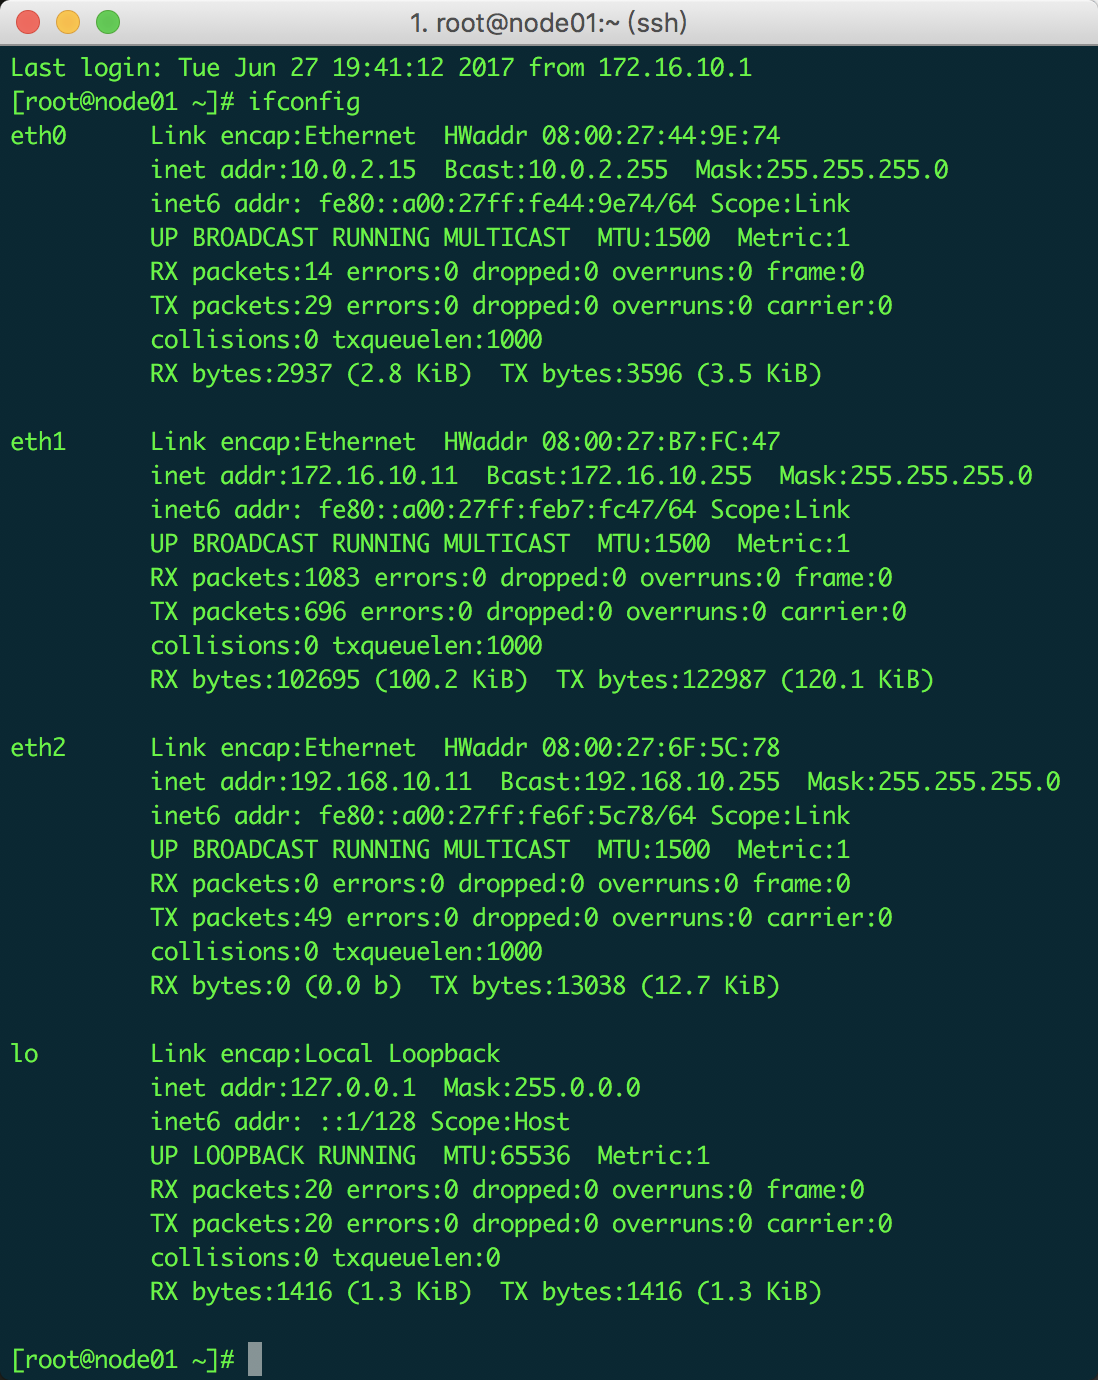 1. root@node01:~ (ssh)
Last login: Tue Jun 27 19:41:12 2017 from 172.16.10.1
[root@node01 ~]# ifconfig
eth0      Link encap:Ethernet  HWaddr 08:00:27:44:9E:74
          inet addr:10.0.2.15  Bcast:10.0.2.255  Mask:255.255.255.0
          inet6 addr: fe80::a00:27ff:fe44:9e74/64 Scope:Link
          UP BROADCAST RUNNING MULTICAST  MTU:1500  Metric:1
          RX packets:14 errors:0 dropped:0 overruns:0 frame:0
          TX packets:29 errors:0 dropped:0 overruns:0 carrier:0
          collisions:0 txqueuelen:1000
          RX bytes:2937 (2.8 KiB)  TX bytes:3596 (3.5 KiB)

eth1      Link encap:Ethernet  HWaddr 08:00:27:B7:FC:47
          inet addr:172.16.10.11  Bcast:172.16.10.255  Mask:255.255.255.0
          inet6 addr: fe80::a00:27ff:feb7:fc47/64 Scope:Link
          UP BROADCAST RUNNING MULTICAST  MTU:1500  Metric:1
          RX packets:1083 errors:0 dropped:0 overruns:0 frame:0
          TX packets:696 errors:0 dropped:0 overruns:0 carrier:0
          collisions:0 txqueuelen:1000
          RX bytes:102695 (100.2 KiB)  TX bytes:122987 (120.1 KiB)

eth2      Link encap:Ethernet  HWaddr 08:00:27:6F:5C:78
          inet addr:192.168.10.11  Bcast:192.168.10.255  Mask:255.255.255.0
          inet6 addr: fe80::a00:27ff:fe6f:5c78/64 Scope:Link
          UP BROADCAST RUNNING MULTICAST  MTU:1500  Metric:1
          RX packets:0 errors:0 dropped:0 overruns:0 frame:0
          TX packets:49 errors:0 dropped:0 overruns:0 carrier:0
          collisions:0 txqueuelen:1000
          RX bytes:0 (0.0 b)  TX bytes:13038 (12.7 KiB)

lo        Link encap:Local Loopback
          inet addr:127.0.0.1  Mask:255.0.0.0
          inet6 addr: ::1/128 Scope:Host
          UP LOOPBACK RUNNING  MTU:65536  Metric:1
          RX packets:20 errors:0 dropped:0 overruns:0 frame:0
          TX packets:20 errors:0 dropped:0 overruns:0 carrier:0
          collisions:0 txqueuelen:0
          RX bytes:1416 (1.3 KiB)  TX bytes:1416 (1.3 KiB)

[root@node01 ~]#